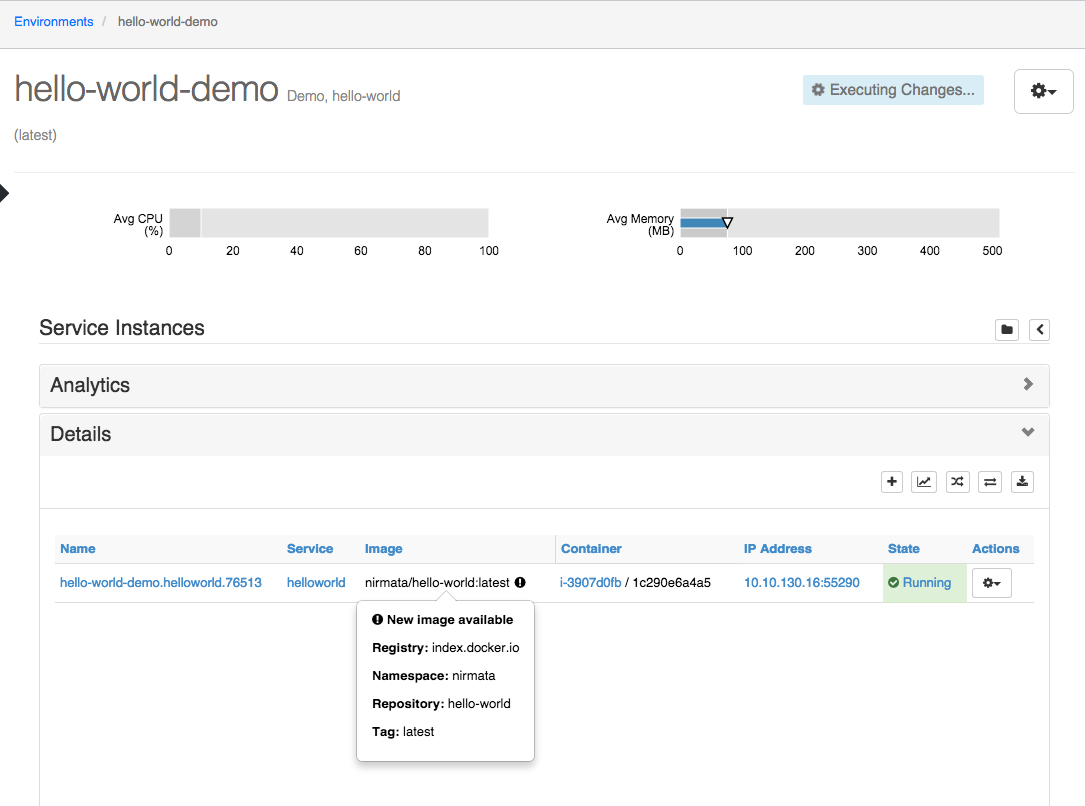 Environments / hello-world-demo
hello-world-demo Demo, hello-world
Executing Changes...
(latest)
Avg CPU
(%)
0 20 40 60 80 100
Avg Memory
(MB)
0 100 200 300 400 500
Service Instances
Analytics
Details
Name Service Image Container IP Address State Actions
hello-world-demo.helloworld.76513 helloworld nirmata/hello-world:latest i-3907d0fb / 1c290e6a4a5 10.10.130.16:55290 Running
New image available
Registry: index.docker.io
Namespace: nirmata
Repository: hello-world
Tag: latest